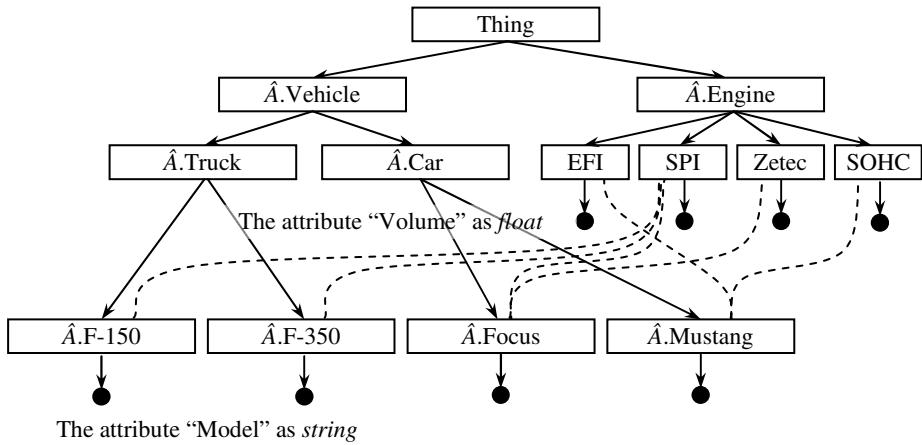 Thing
Â.Vehicle
Â.Engine
Â.Truck
Â.Car
EFI
SPI
Zetec
SOHC
The attribute “Volume” as float
Â.F-150
Â.F-350
Â.Focus
Â.Mustang
The attribute “Model” as string